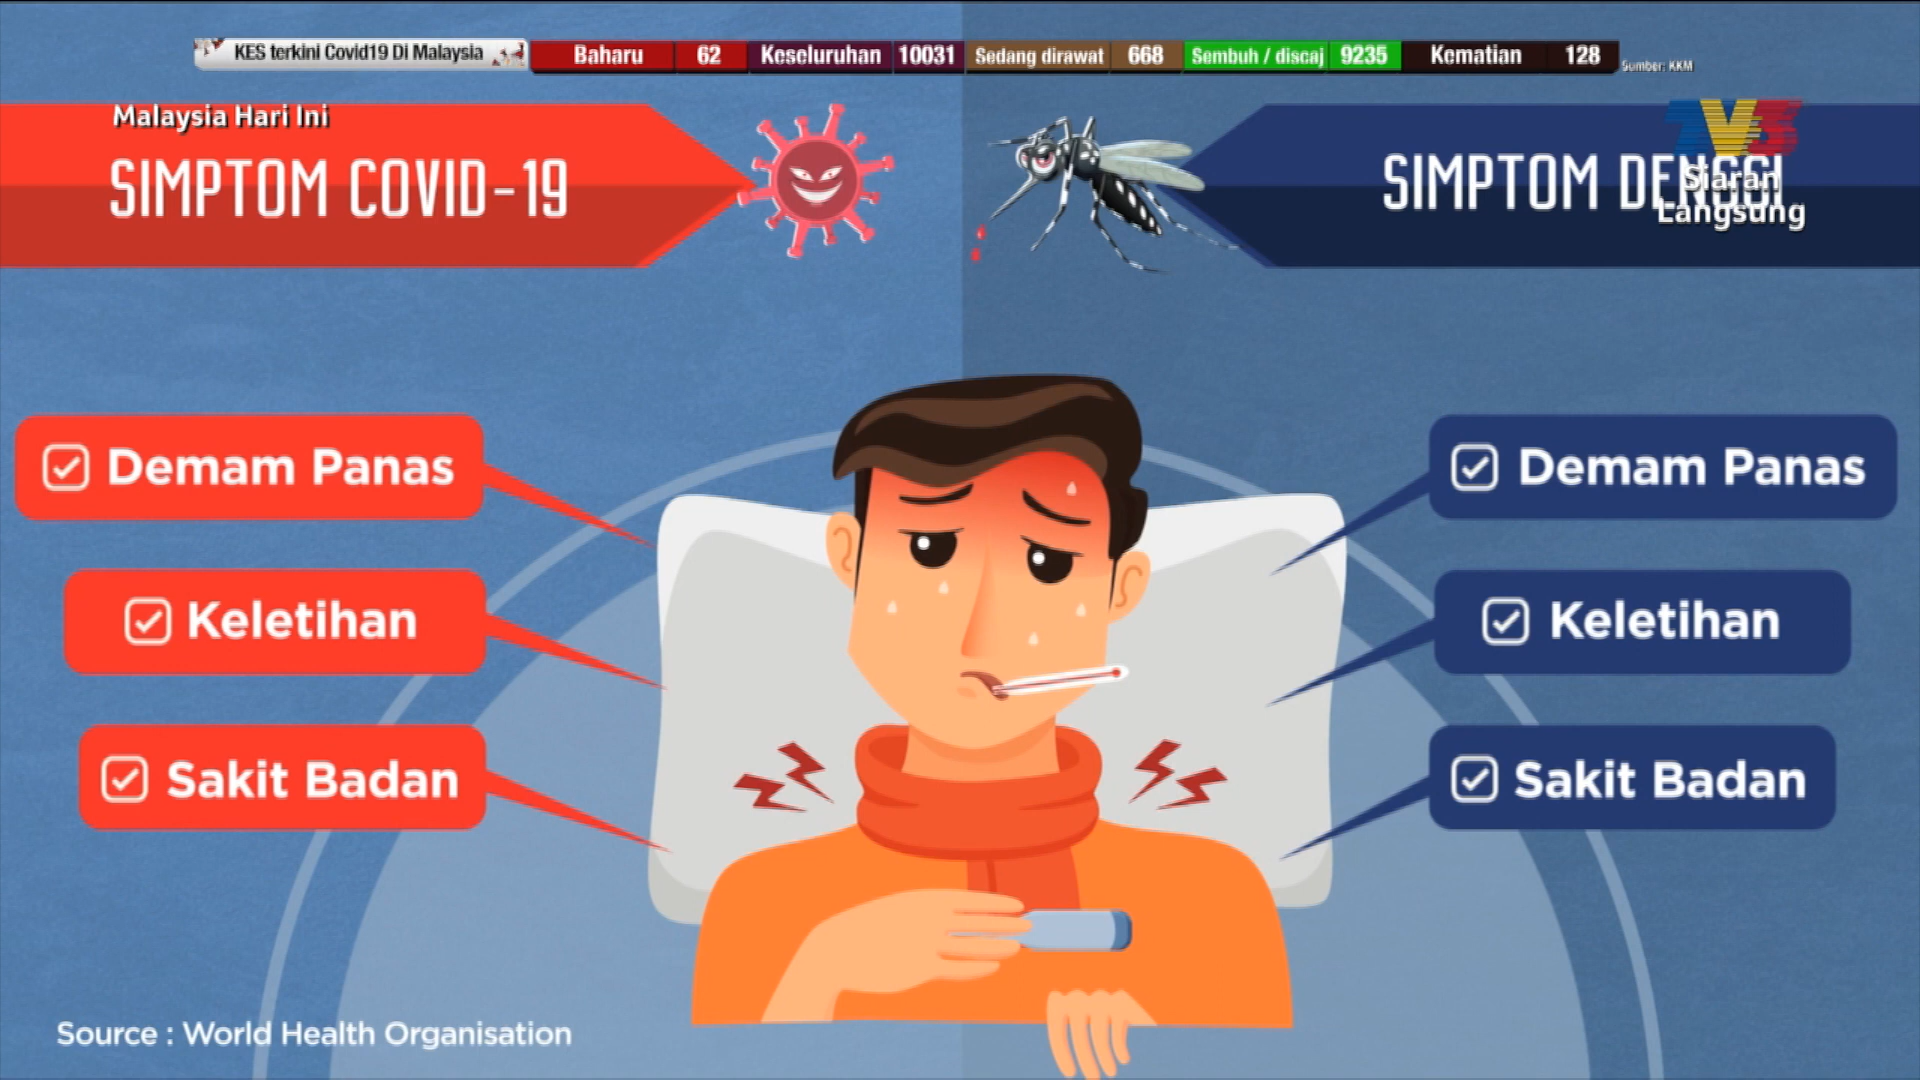 KES terkini Covid19 Di Malaysia Baharu 62 Keseluruhan 10031 Sedang dirawat 668 Sembuh / discaj 9235 Kematian 128
Sumber: KKM
Malaysia Hari Ini
SIMPTOM COVID-19
SIMPTOM DENGGI
TV3
Siaran
Langsung
Demam Panas
Demam Panas
Keletihan
Keletihan
Sakit Badan
Sakit Badan
Source : World Health Organisation